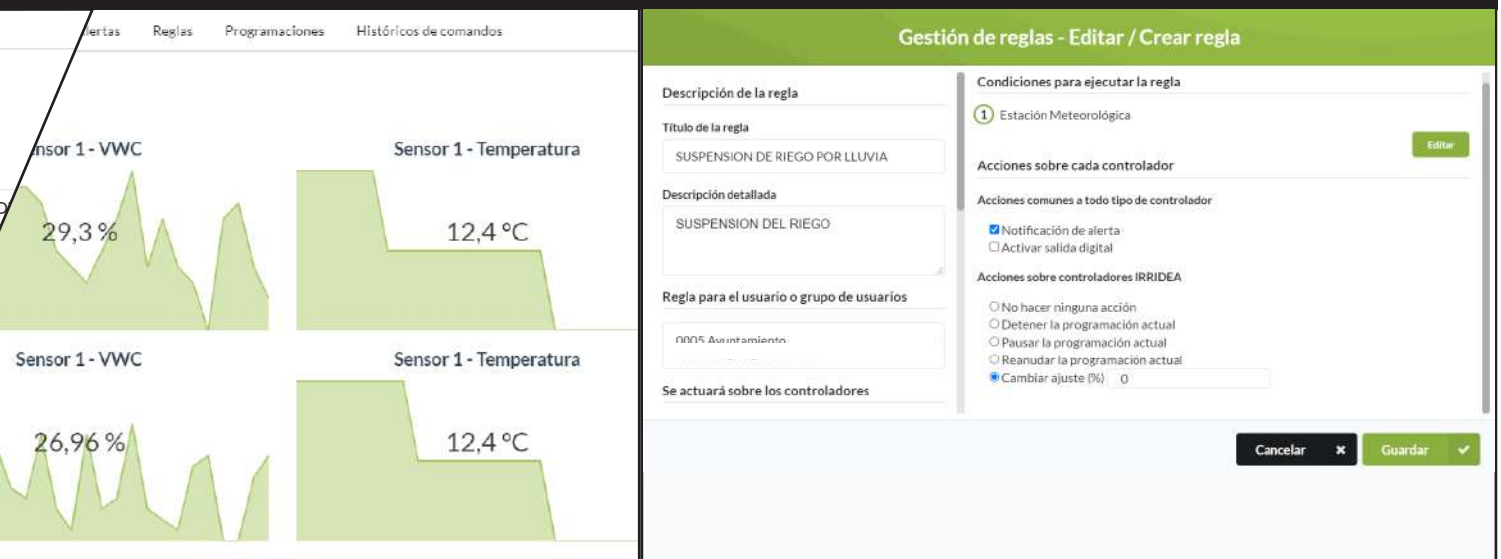 Reglas Programaciones Históricos de comandos
Sensor 1 - Temperatura
1 - VWC
29,3 %
12,4 ºC
Sensor 1 - VWC
Sensor 1 - Temperatura
26,96 %
12,4 ºC
Gestión de reglas - Editar / Crear regla
Descripción de la regla
Título de la regla
SUSPENSION DE RIEGO POR LLUVIA
Descripción detallada
SUSPENSION DEL RIEGO
Regla para el usuario o grupo de usuarios
0005 Ayuntamiento
Se actuará sobre los controladores
Condiciones para ejecutar la regla
1 Estación Meteorológica
Editar
Acciones sobre cada controlador
Acciones comunes a todo tipo de controlador
Notificación de alerta
Activar salida digital
Acciones sobre controladores IRRIDEA
No hacer ninguna acción
Detener la programación actual
Pausar la programación actual
Reanudar la programación actual
Cambiar ajuste (%) 0
Cancelar
Guardar